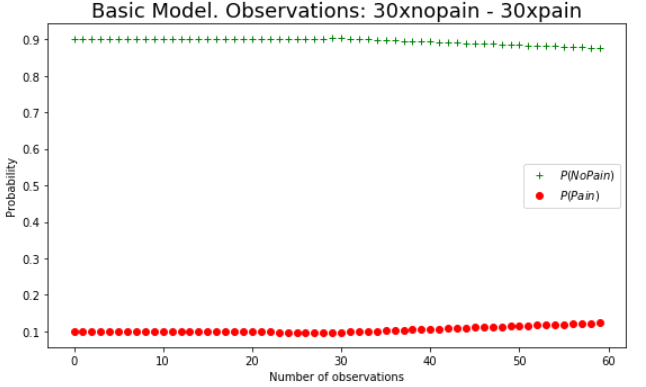 Basic Model. Observations: 30xnopain - 30xpain
0.9
0.8
0.7
0.6
0.5
0.4
0.3
0.2
0.1
Probability
P(NoPain)
P(Pain)
0 10 20 30 40 50 60
Number of observations